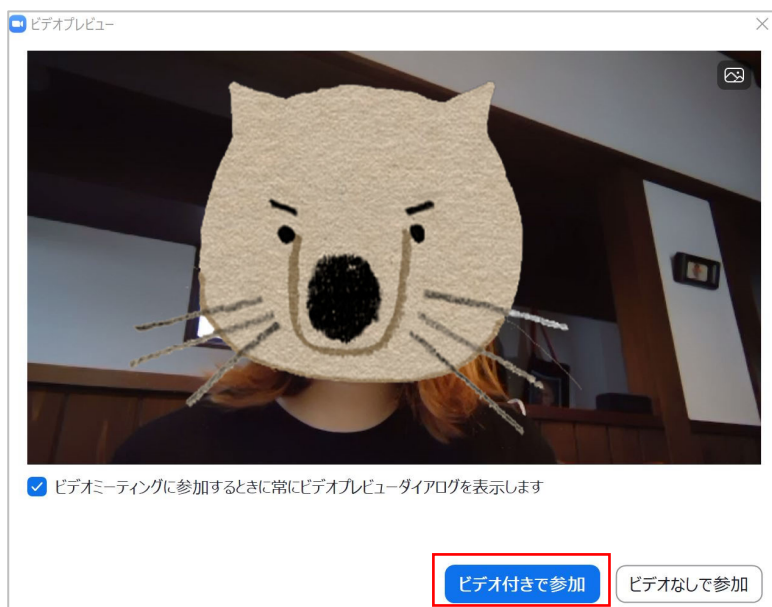 ビデオプレビュー
ビデオミーティングに参加するときに常にビデオプレビューダイアログを表示します
ビデオ付きで参加
ビデオなしで参加